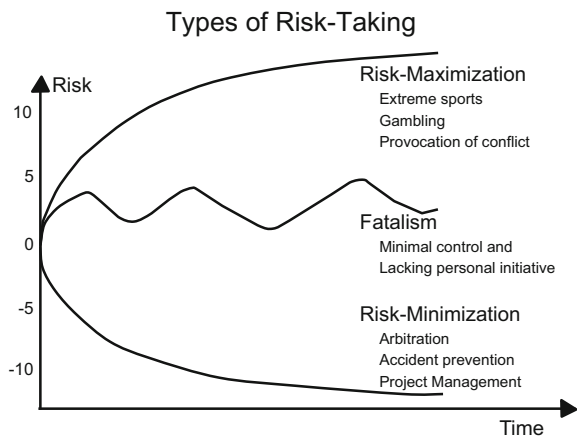 Types of Risk-Taking
Risk
10
5
0
-5
-10
Risk-Maximization
Extreme sports
Gambling
Provocation of conflict
Fatalism
Minimal control and
Lacking personal initiative
Risk-Minimization
Arbitration
Accident prevention
Project Management
Time